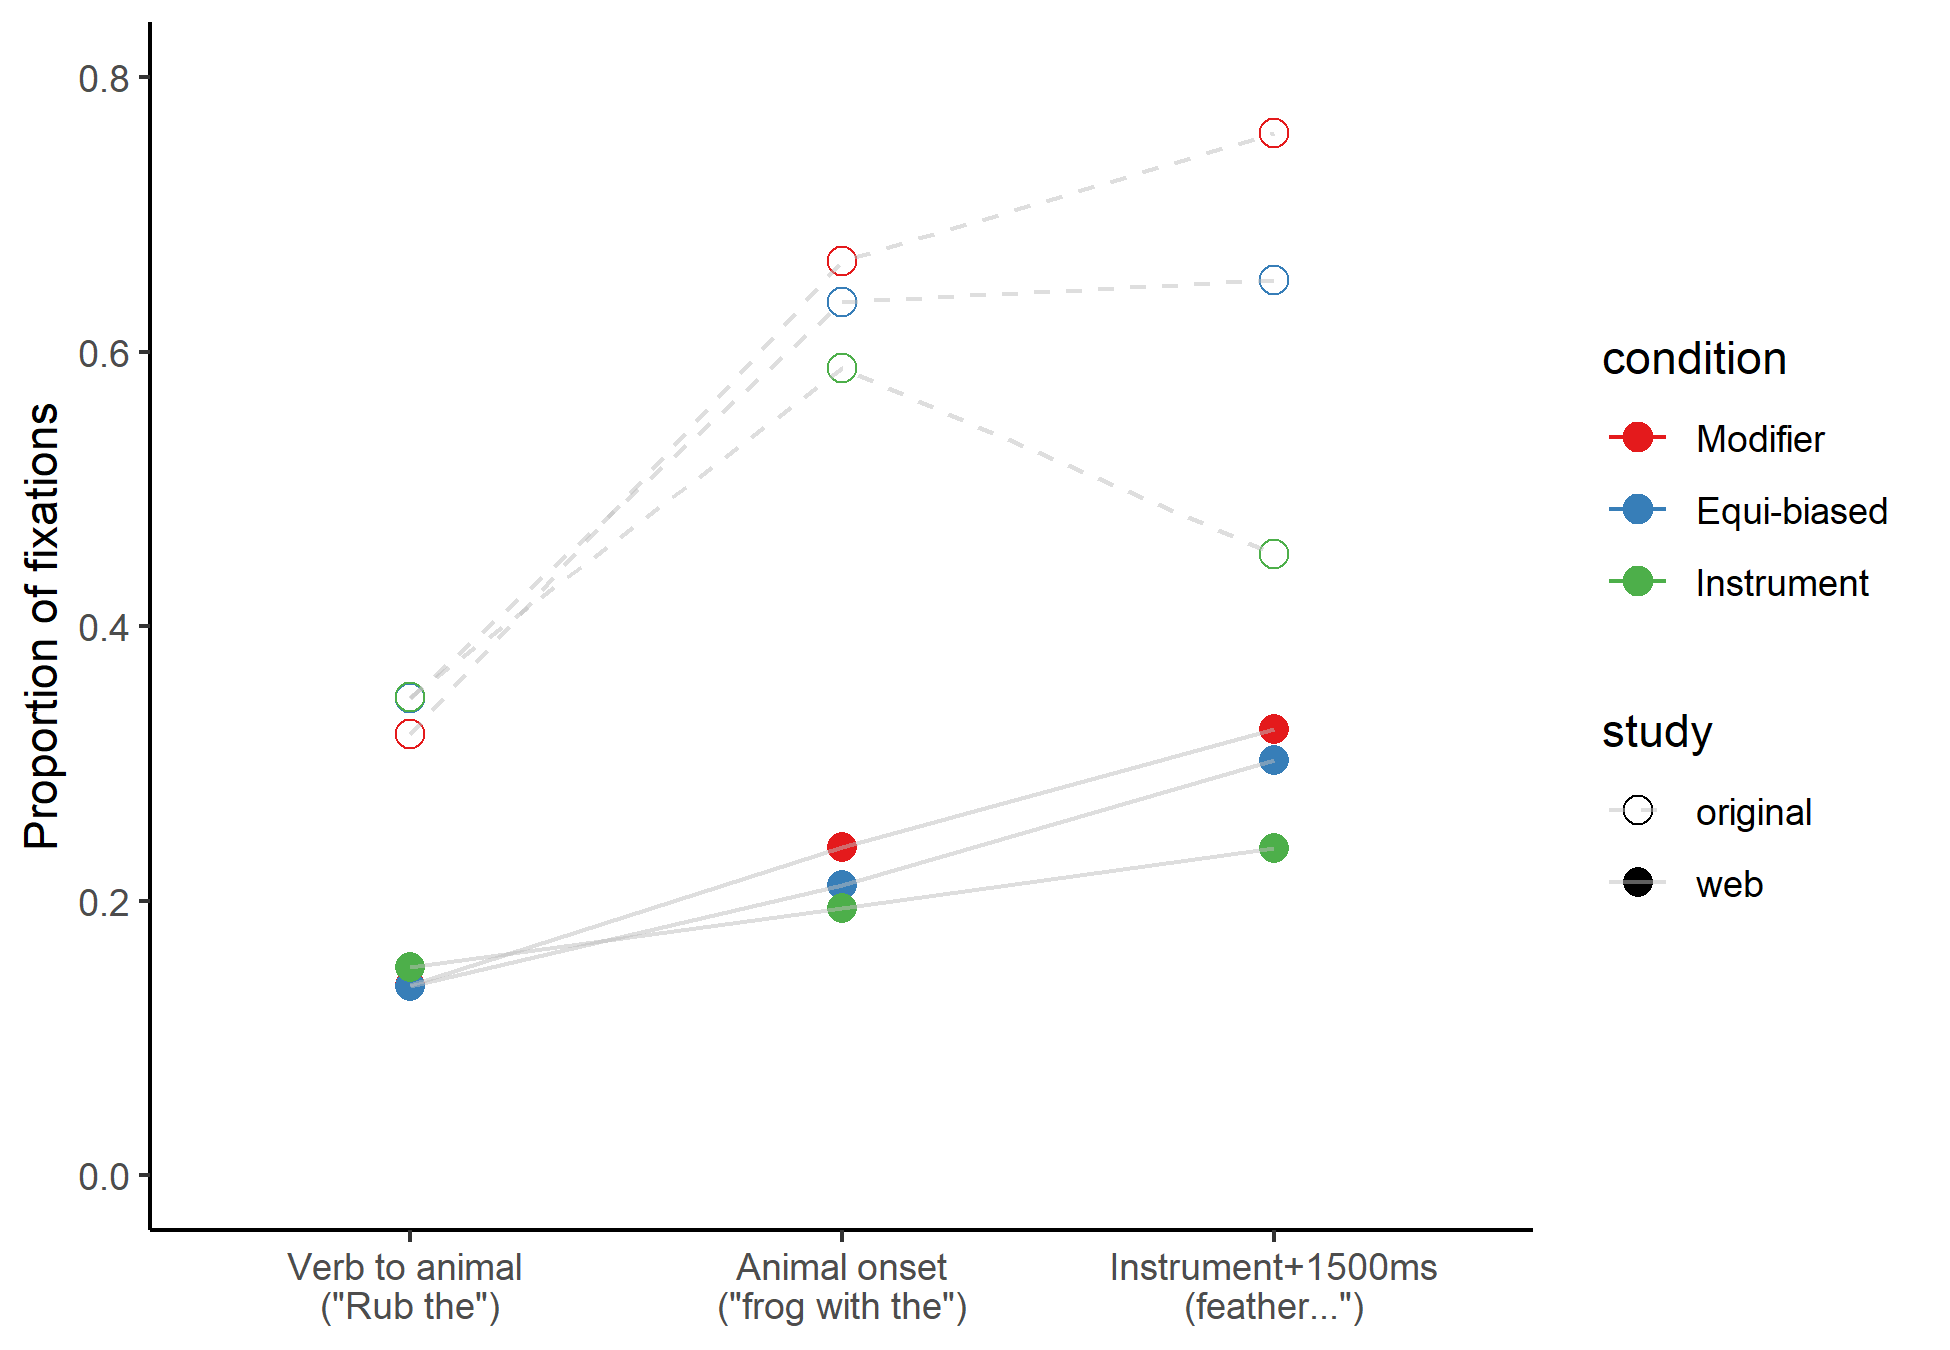 Proportion of fixations
0.8
0.6
0.4
0.2
0.0
Verb to animal
("Rub the")
Animal onset
("frog with the")
Instrument+1500ms
(feather...")
condition
Modifier
Equi-biased
Instrument
study
original
web